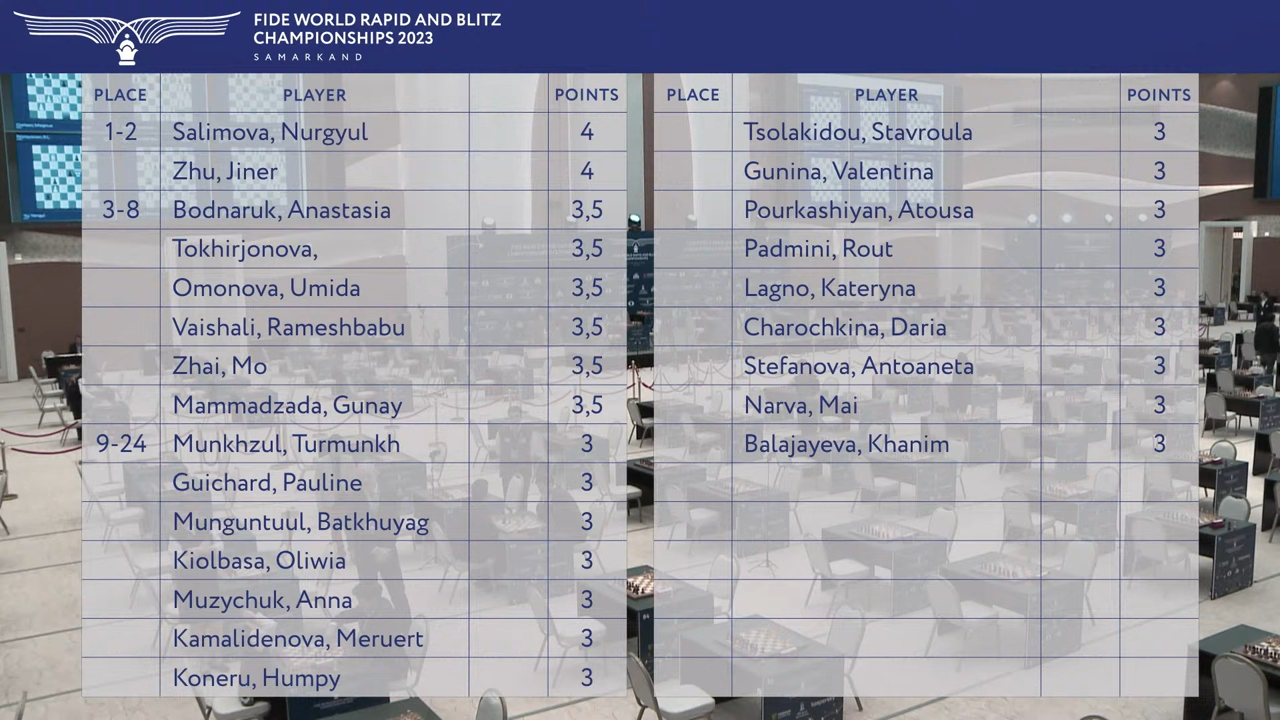 FIDE WORLD RAPID AND BLITZ
CHAMPIONSHIPS 2023
SAMARKAND
PLACE PLAYER POINTS
1-2 Salimova, Nurgyul 4
Zhu, Jiner 4
3-8 Bodnaruk, Anastasia 3,5
Tokhirjonova, 3,5
Omonova, Umida 3,5
Vaishali, Rameshbabu 3,5
Zhai, Mo 3,5
Mammadzada, Gunay 3,5
9-24 Munkhzul, Turmunkh 3
Guichard, Pauline 3
Munguntuul, Batkhuyag 3
Kiolbasa, Oliwia 3
Muzychuk, Anna 3
Kamalidenova, Meruert 3
Koneru, Humpy 3
PLACE PLAYER POINTS
Tsolakidou, Stavroula 3
Gunina, Valentina 3
Pourkashiyan, Atousa 3
Padmini, Rout 3
Lagno, Kateryna 3
Charochkina, Daria 3
Stefanova, Antoaneta 3
Narva, Mai 3
Balajayeva, Khanim 3